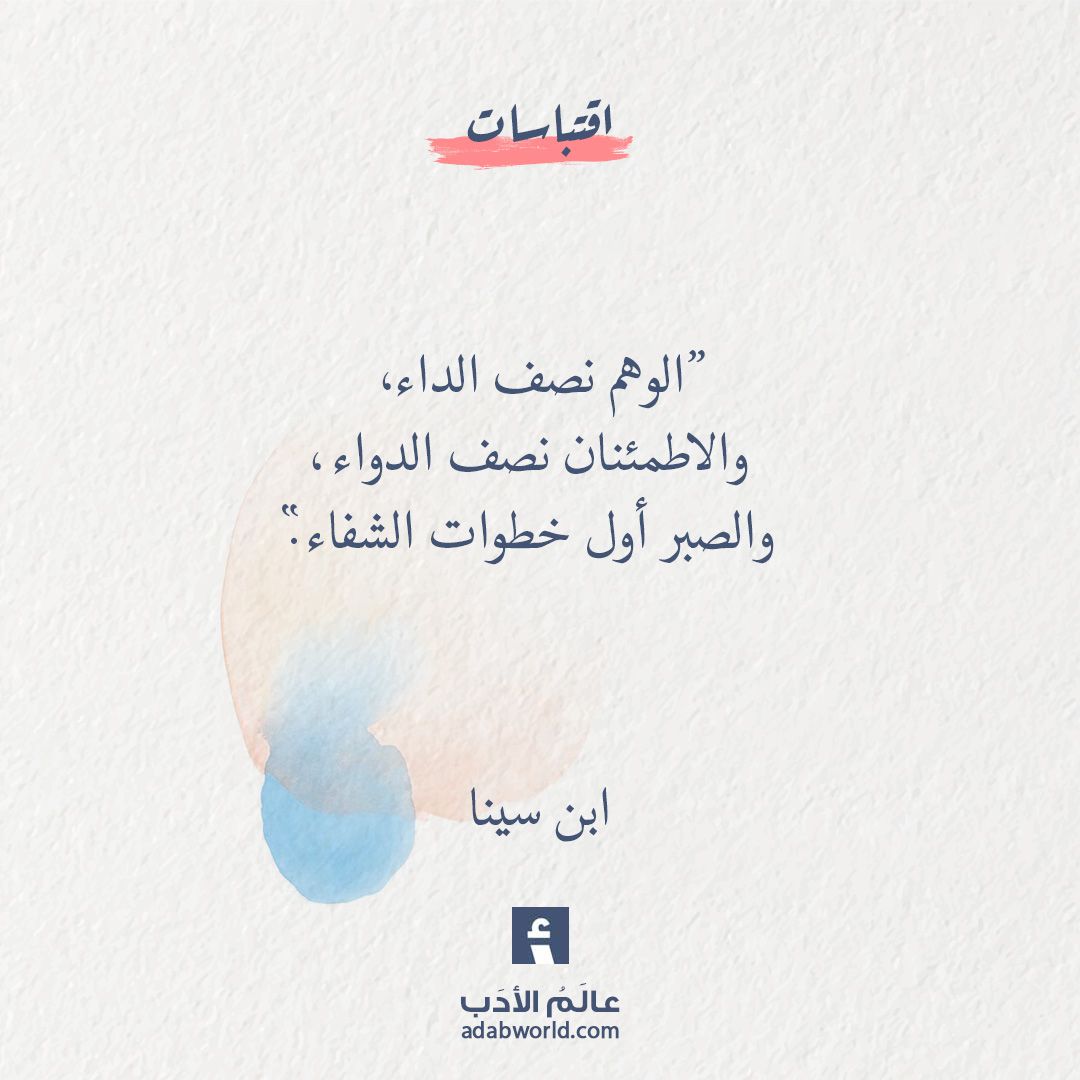 اقتباسات
”الوهم نصف الداء،
والاطمئنان نصف الدواء،
والصبر أول خطوات الشفاء.“
ابن سينا
أ
عالَمُ الأدَب
adabworld.com